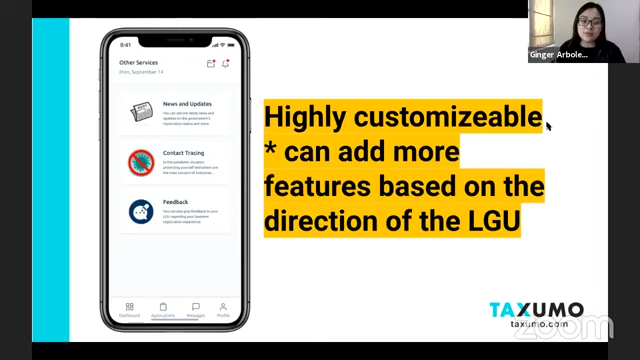 9:41
Other Services
Mon, September 14
News and Updates
Contact Tracing
Feedback
Dashboard
Applications
Messages
Profile
Highly customizeable
* can add more
features based on the
direction of the LGU
TAXUMO
taxumo.com
zoom
Ginger Arbole...